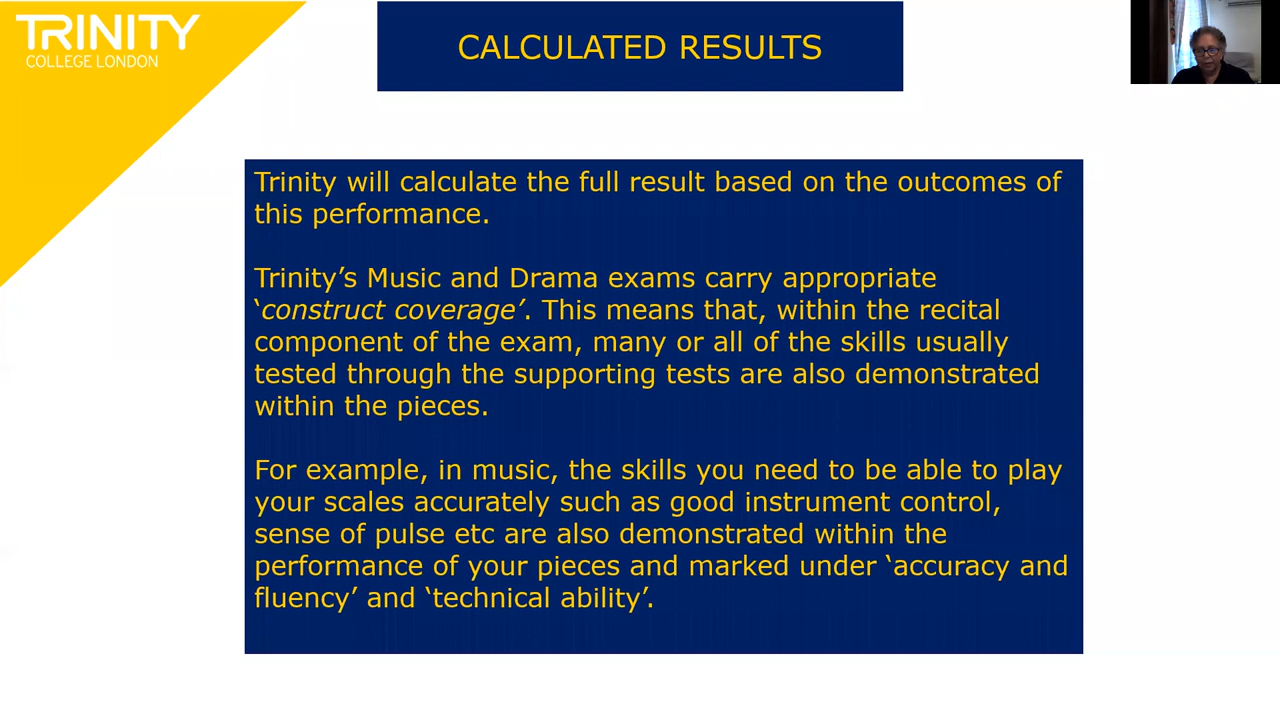 TRINITY
COLLEGE LONDON
CALCULATED RESULTS
Trinity will calculate the full result based on the outcomes of
this performance.
Trinity’s Music and Drama exams carry appropriate
‘construct coverage’. This means that, within the recital
component of the exam, many or all of the skills usually
tested through the supporting tests are also demonstrated
within the pieces.
For example, in music, the skills you need to be able to play
your scales accurately such as good instrument control,
sense of pulse etc are also demonstrated within the
performance of your pieces and marked under ‘accuracy and
fluency’ and ‘technical ability’.